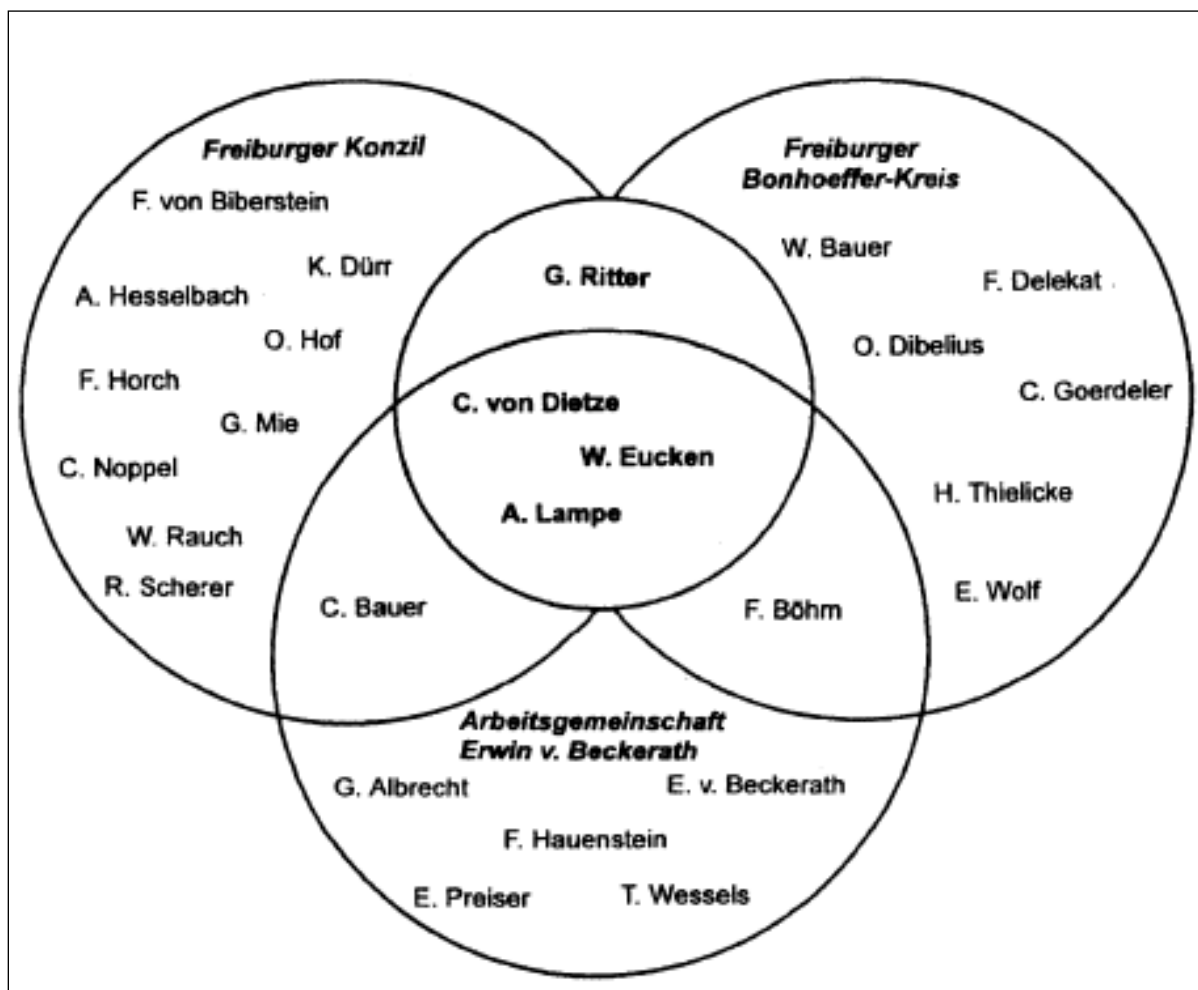 Freiburger Konzil
F. von Biberstein
K. Dürr
A. Hesselbach
O. Hof
F. Horch
G. Mie
C. Noppel
W. Rauch
R. Scherer
C. Bauer
G. Ritter
C. von Dietze
W. Eucken
A. Lampe
Freiburger
Bonhoeffer-Kreis
W. Bauer
F. Delekat
O. Dibelius
C. Goerdeler
H. Thielicke
E. Wolf
F. Böhm
Arbeitsgemeinschaft
Erwin v. Beckerath
G. Albrecht
E. v. Beckerath
F. Hauenstein
E. Preiser
T. Wessels